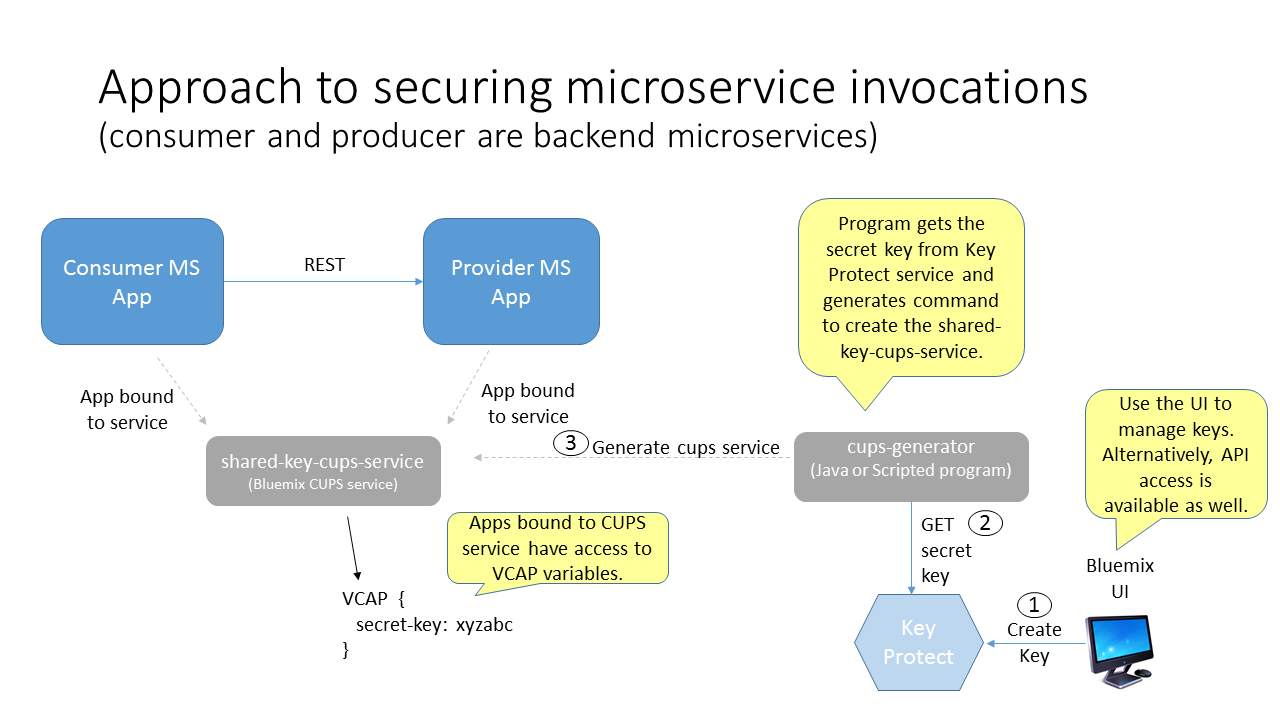 Approach to securing microservice invocations
(consumer and producer are backend microservices)
Consumer MS
App
REST
Provider MS
App
Program gets the
secret key from Key
Protect service and
generates command
to create the shared-
key-cups-service.
App bound
to service
App bound
to service
Use the UI to
manage keys.
Alternatively, API
access is
available as well.
shared-key-cups-service
(Bluemix CUPS service)
3
Generate cups service
cups-generator
(Java or Scripted program)
Apps bound to CUPS
service have access to
VCAP variables.
GET
secret
key
2
Bluemix
UI
VCAP {
secret-key: xyzabc
}
Key
Protect
1
Create
Key